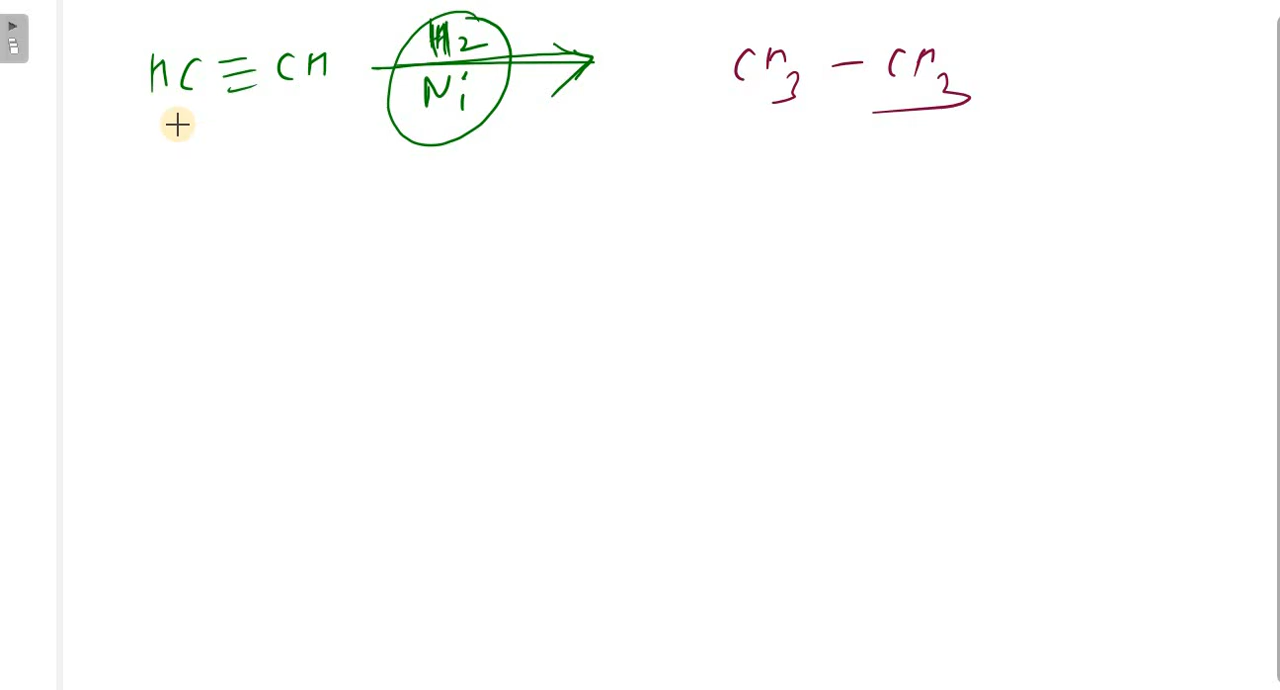 HC ≡ CH H2 / Ni → CH3 – CH3